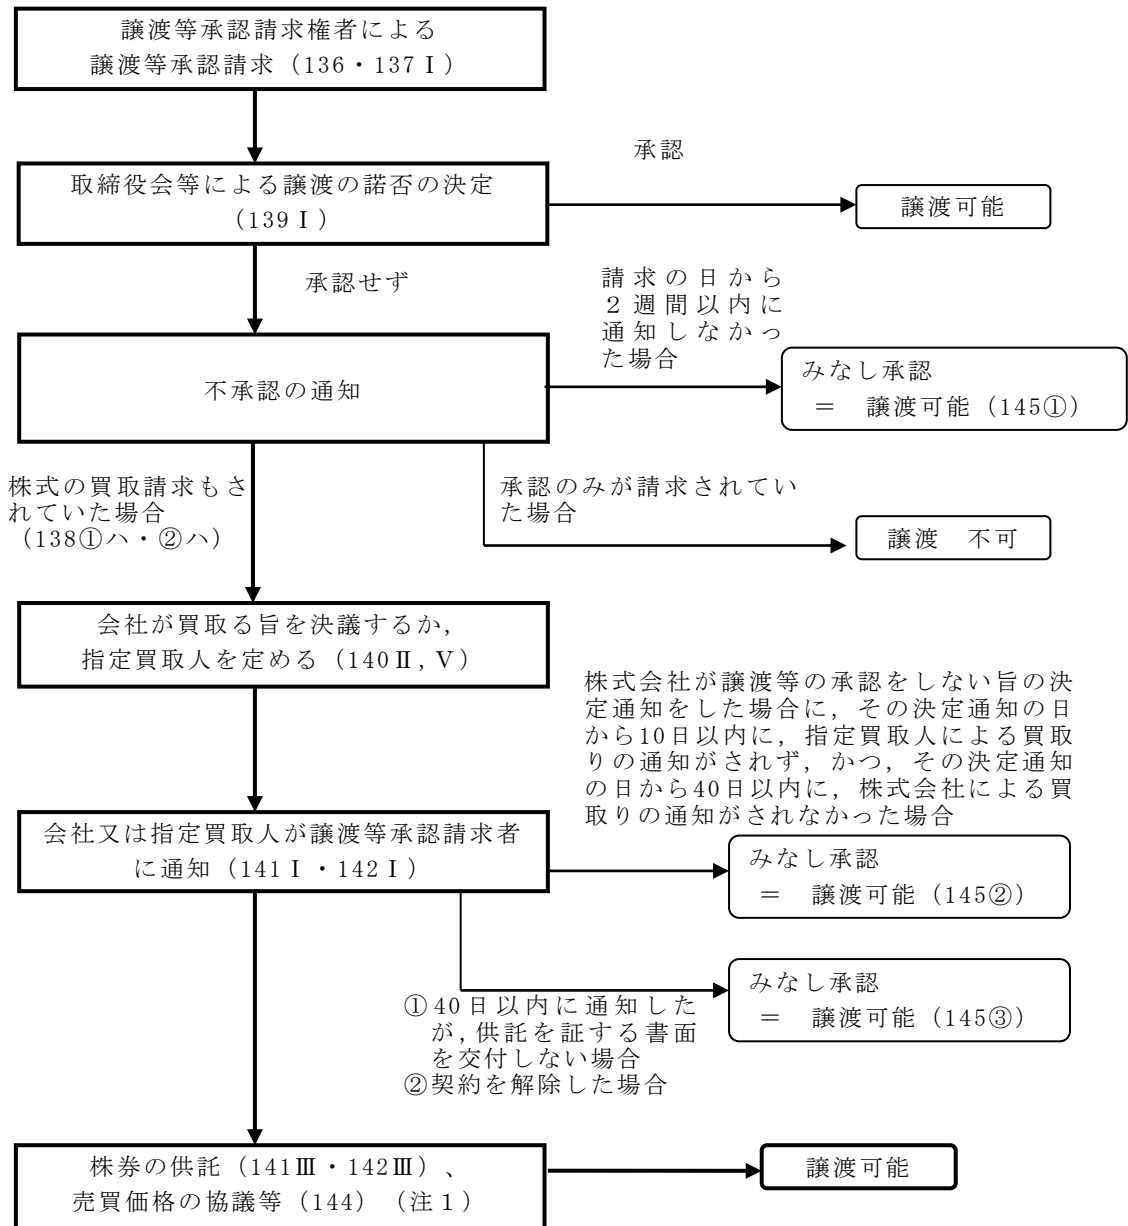 譲渡等承認請求権者による
譲渡等承認請求（136・137Ⅰ）
承認
取締役会等による譲渡の諾否の決定
（139Ⅰ）
譲渡可能
承認せず
請求の日から
２週間以内に
通知しなかっ
た場合
不承認の通知
みなし承認
＝　譲渡可能（145①）
株式の買取請求もさ
れていた場合
（138①ハ・②ハ）
承認のみが請求されてい
た場合
譲渡　不可
会社が買取る旨を決議するか，
指定買取人を定める（140Ⅱ，Ⅴ）
株式会社が譲渡等の承認をしない旨の決
定通知をした場合に，その決定通知の日
から10日以内に，指定買取人による買取
りの通知がされず，かつ，その決定通知
の日から40日以内に，株式会社による買
取りの通知がされなかった場合
会社又は指定買取人が譲渡等承認請求者
に通知（141Ⅰ・142Ⅰ）
みなし承認
＝　譲渡可能（145②）
みなし承認
＝　譲渡可能（145③）
①40日以内に通知した
が，供託を証する書面
を交付しない場合
②契約を解除した場合
株券の供託（141Ⅲ・142Ⅲ）、
売買価格の協議等（144）（注１）
譲渡可能